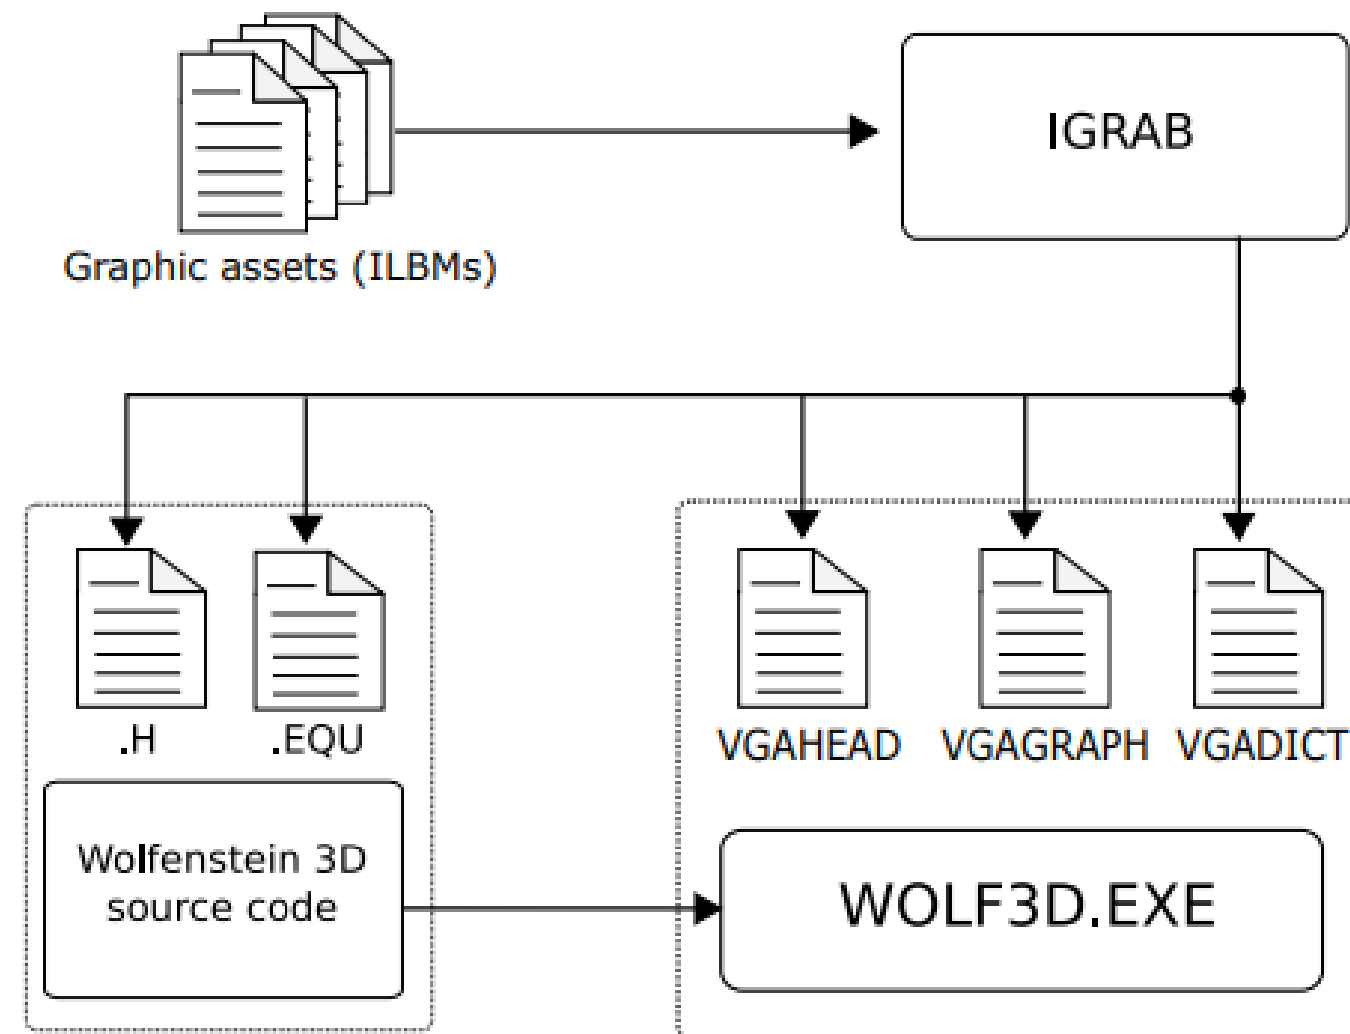 IGRAB
Graphic assets (ILBMs)
.H
.EQU
VGAHEAD
VGAGRAPH
VGADICT
Wolfenstein 3D
source code
WOLF3D.EXE